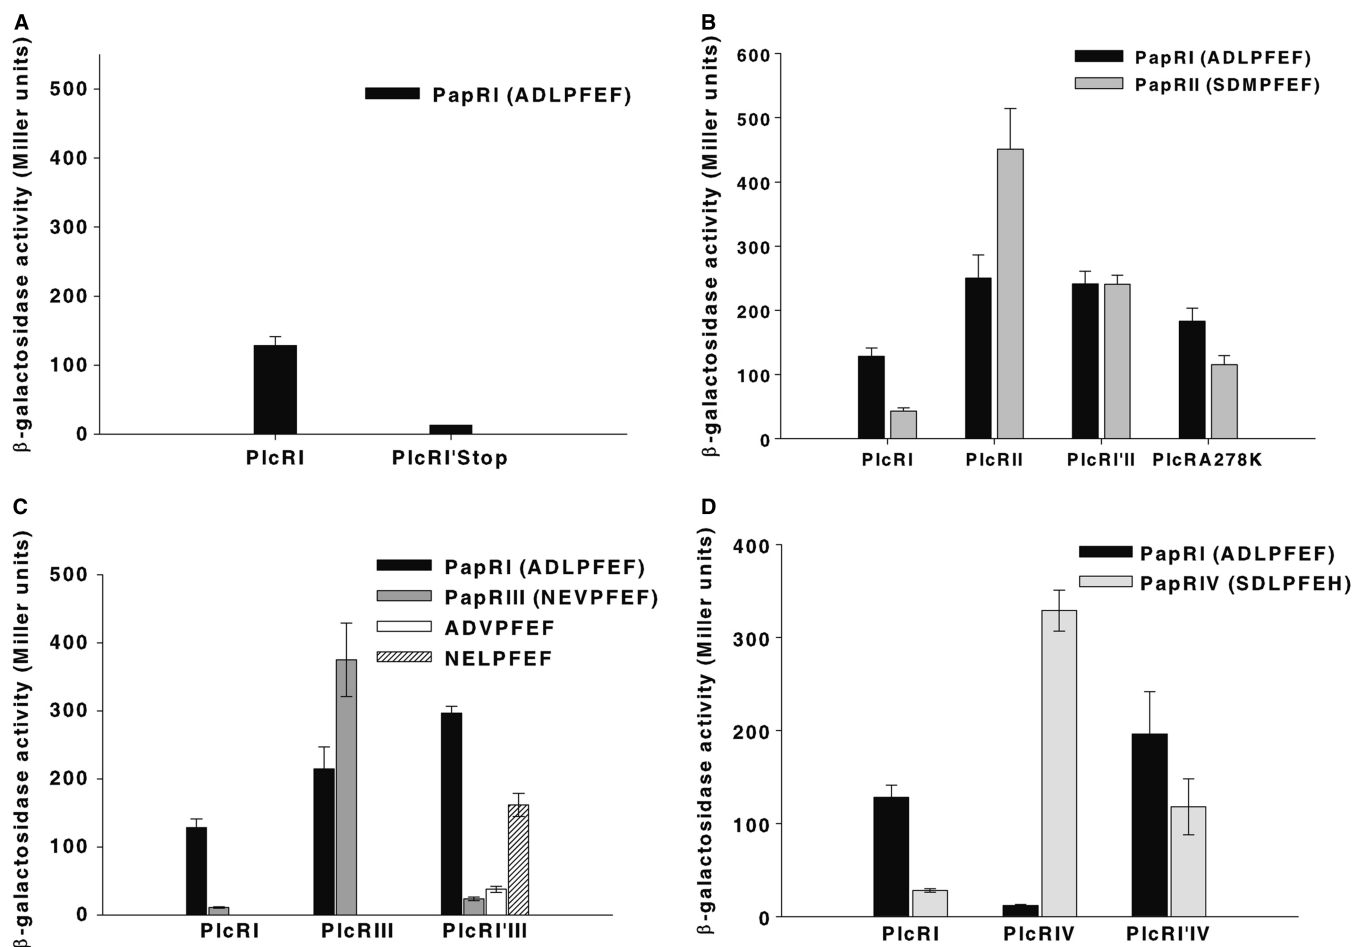 A
β-galactosidase activity (Miller units)
500
400
300
200
100
0
PapRI (ADLPFEF)
PlcRI PlcRI'Stop
B
β-galactosidase activity (Miller units)
600
500
400
300
200
100
0
PapRI (ADLPFEF)
PapRII (SDMPFEF)
PlcRI PlcRII PlcRI'II PlcRA278K
C
β-galactosidase activity (Miller units)
500
400
300
200
100
0
PapRI (ADLPFEF)
PapRIII (NEVPFEF)
ADVPFEF
NELPFEF
PlcRI PlcRIII PlcRI'III
D
β-galactosidase activity (Miller units)
400
300
200
100
0
PapRI (ADLPFEF)
PapRIV (SDLPFEH)
PlcRI PlcRIV PlcRI'IV